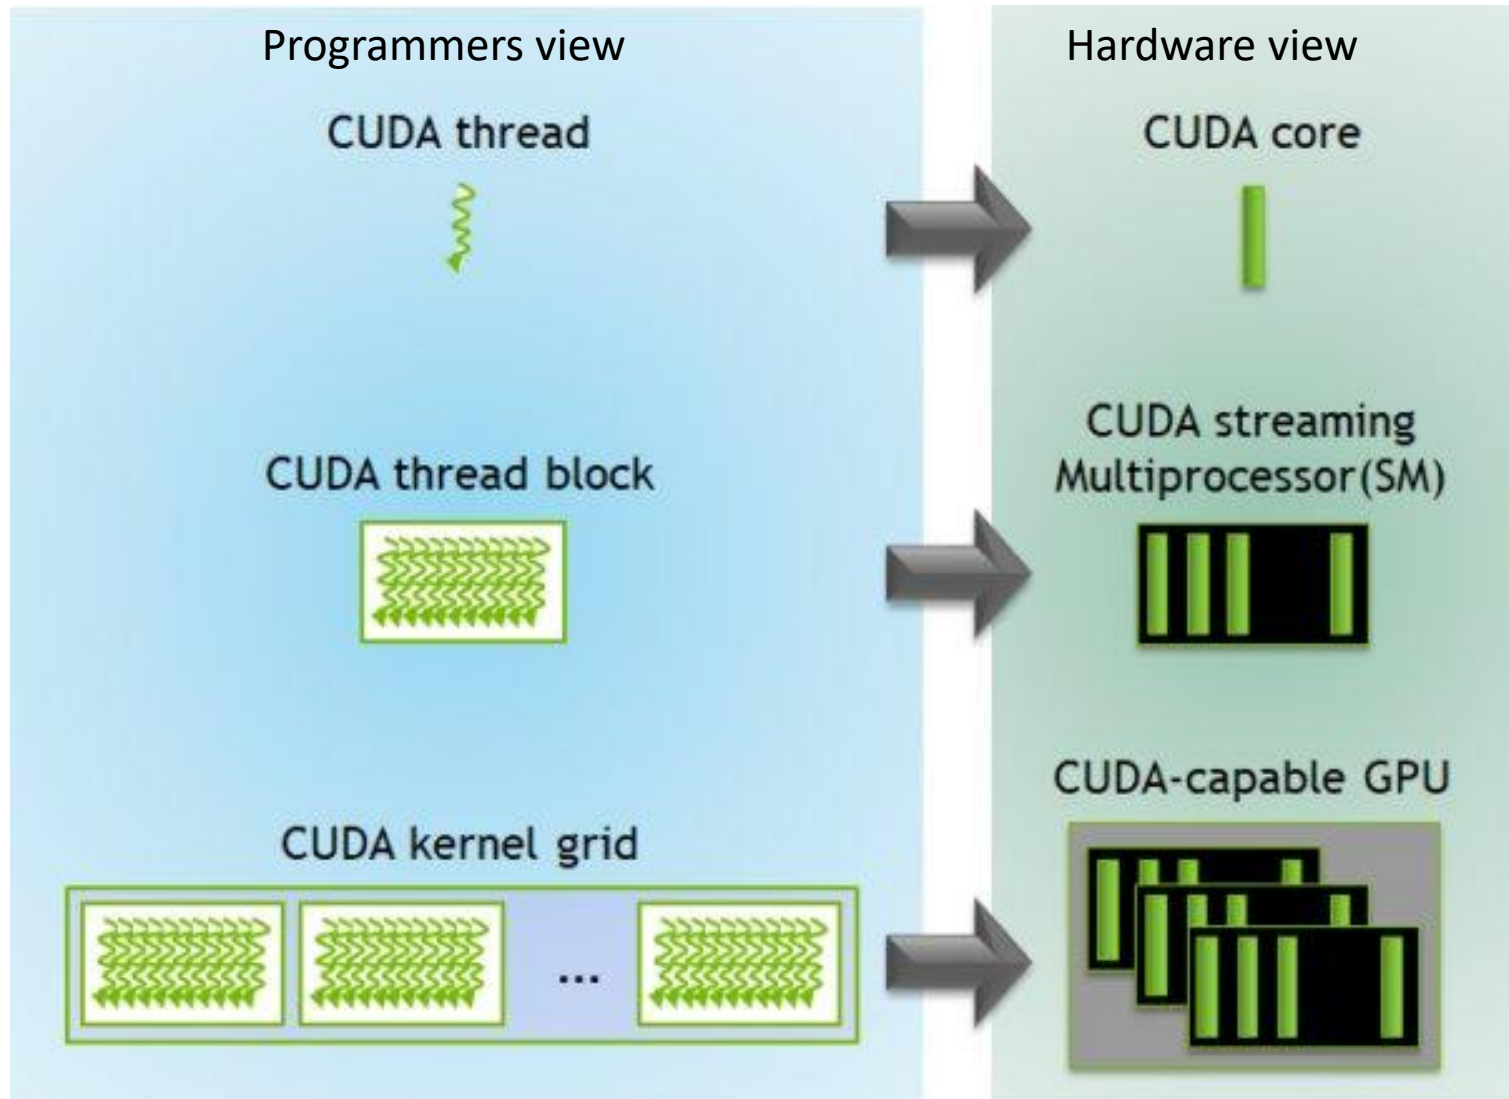 Programmers view
Hardware view
CUDA thread
CUDA core
CUDA thread block
CUDA streaming
Multiprocessor(SM)
CUDA kernel grid
...
CUDA-capable GPU